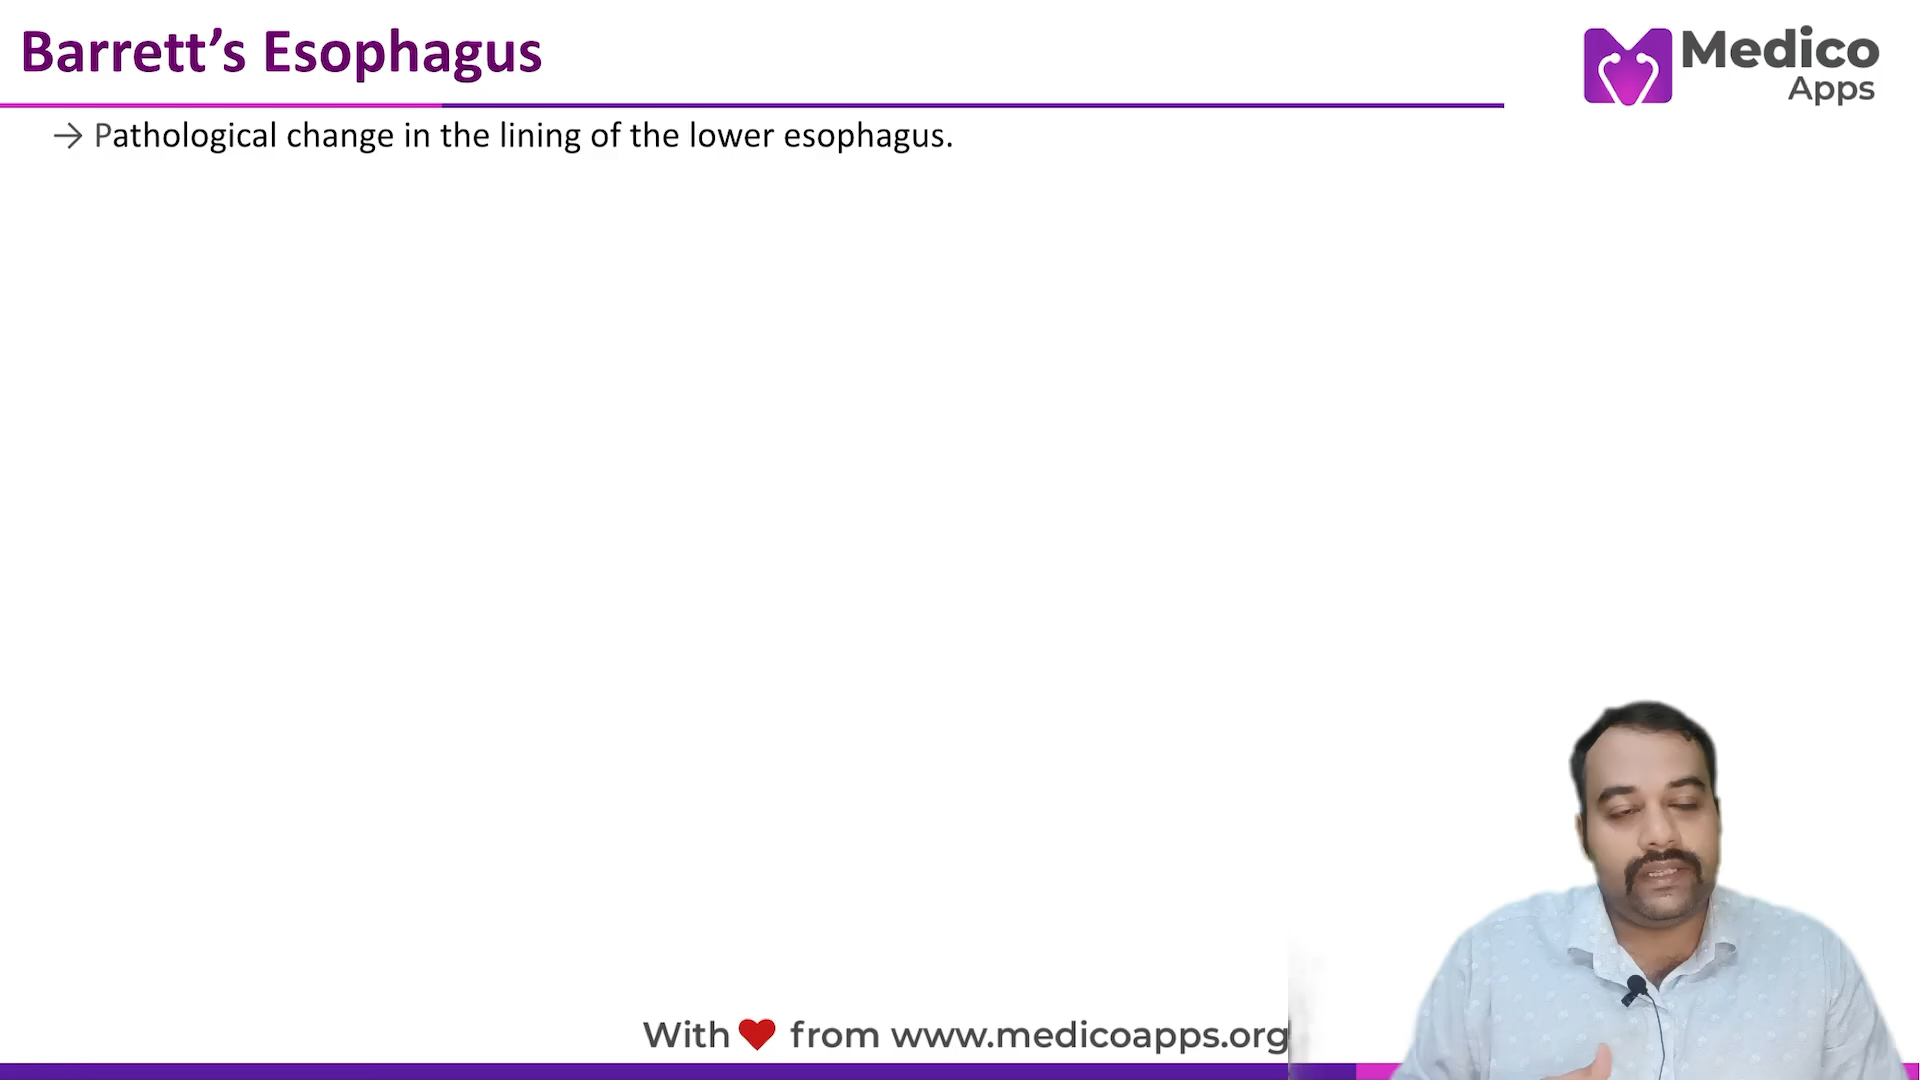 Barrett’s Esophagus
Medico
Apps
→ Pathological change in the lining of the lower esophagus.
With ❤ from www.medicoapps.org